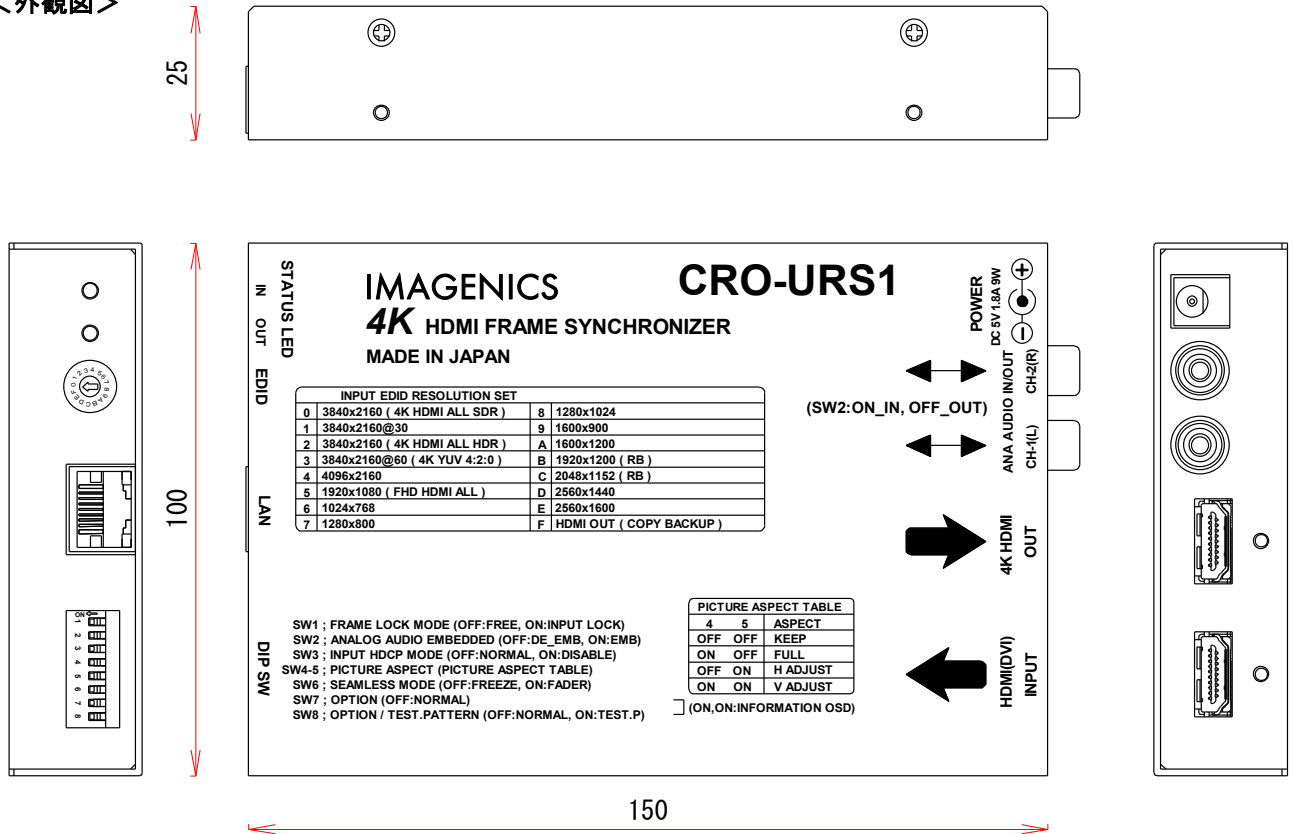 ＜外観図＞
25
100
150
STATUS LED
IN OUT
EDID
LAN
DIP SW
IMAGENICS
CRO-URS1
4K HDMI FRAME SYNCHRONIZER
MADE IN JAPAN
INPUT EDID RESOLUTION SET
0 3840x2160 ( 4K HDMI ALL SDR ) 8 1280x1024
1 3840x2160@30 9 1600x900
2 3840x2160 ( 4K HDMI ALL HDR ) A 1600x1200
3 3840x2160@60 ( 4K YUV 4:2:0 ) B 1920x1200 ( RB )
4 4096x2160 C 2048x1152 ( RB )
5 1920x1080 ( FHD HDMI ALL ) D 2560x1440
6 1024x768 E 2560x1600
7 1280x800 F HDMI OUT ( COPY BACKUP )
POWER
DC 5V 1.8A 9W
ANA AUDIO IN/OUT
CH-2(R)
CH-1(L)
(SW2:ON_IN, OFF_OUT)
4K HDMI
OUT
HDMI(DVI)
INPUT
SW1 ; FRAME LOCK MODE (OFF:FREE, ON:INPUT LOCK)
SW2 ; ANALOG AUDIO EMBEDDED (OFF:DE_EMB, ON:EMB)
SW3 ; INPUT HDCP MODE (OFF:NORMAL, ON:DISABLE)
SW4-5 ; PICTURE ASPECT (PICTURE ASPECT TABLE)
SW6 ; SEAMLESS MODE (OFF:FREEZE, ON:FADER)
SW7 ; OPTION (OFF:NORMAL)
SW8 ; OPTION / TEST.PATTERN (OFF:NORMAL, ON:TEST.P)
(ON,ON:INFORMATION OSD)
PICTURE ASPECT TABLE
4 5 ASPECT
OFF OFF KEEP
ON OFF FULL
OFF ON H ADJUST
ON ON V ADJUST
0123456789ABCDEF
ON
1
2
3
4
5
6
7
8